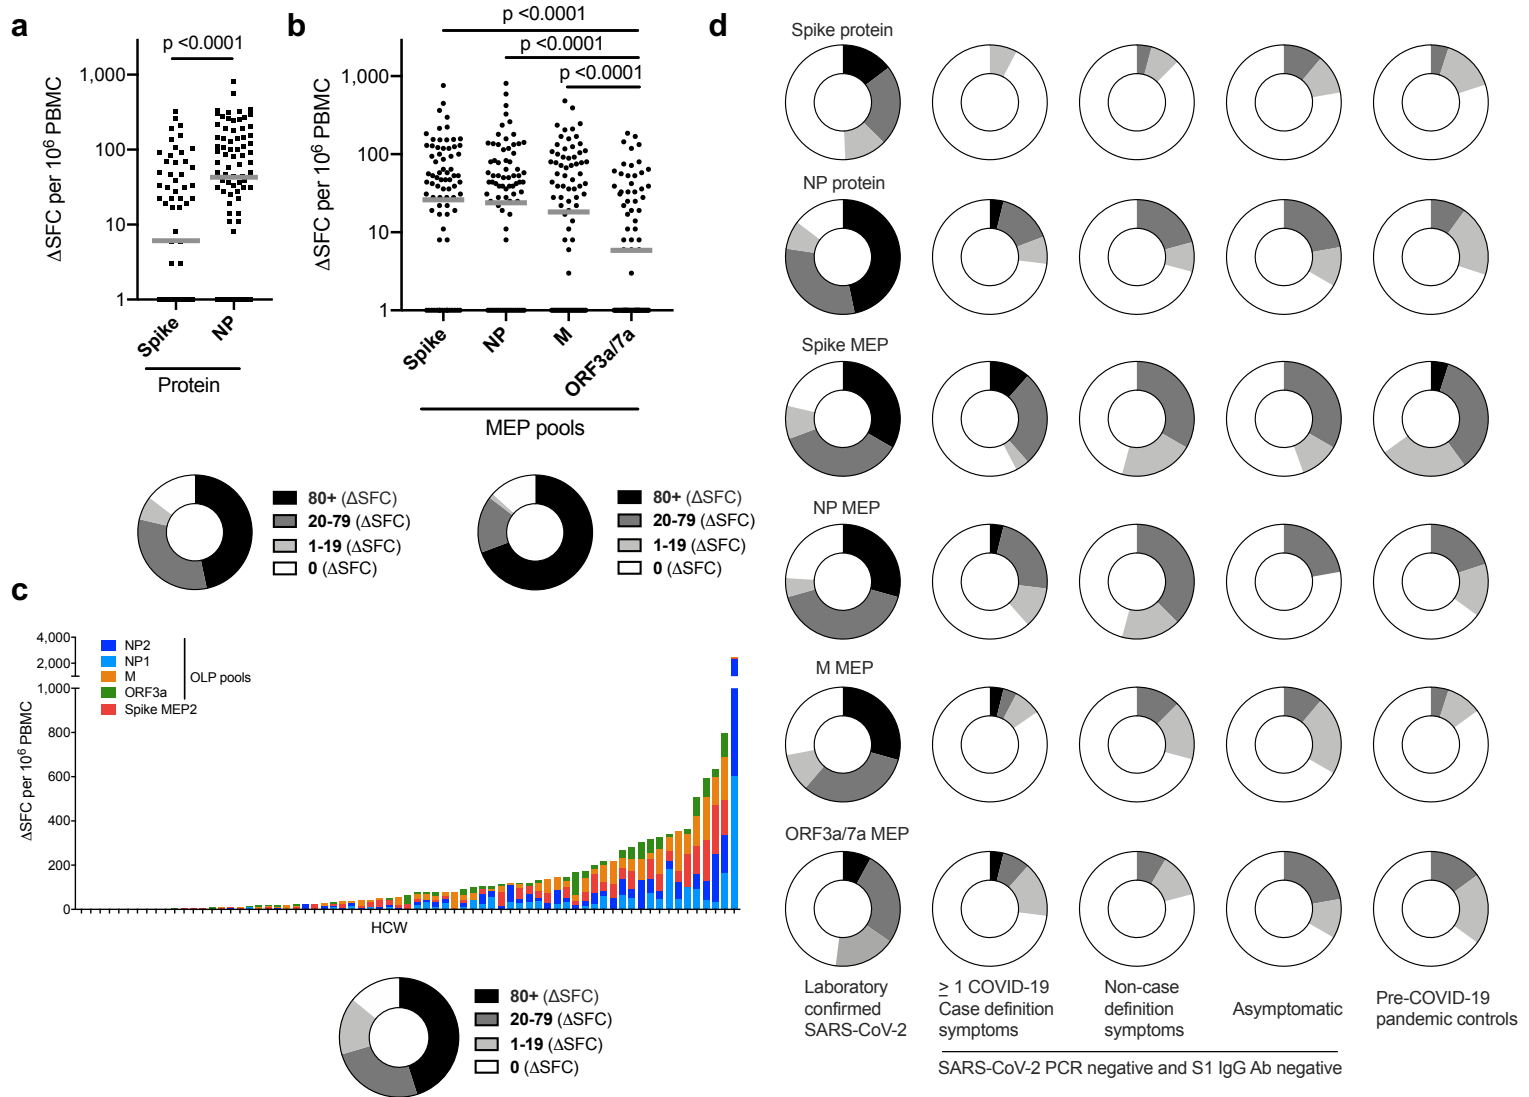 a
p <0.0001
ΔSFC per 10⁶ PBMC
1,000
100
10
1
Spike
NP
Protein
b
p <0.0001
p <0.0001
p <0.0001
ΔSFC per 10⁶ PBMC
1,000
100
10
1
Spike
NP
M
ORF3a/7a
MEP pools
80+ (ΔSFC)
20-79 (ΔSFC)
1-19 (ΔSFC)
0 (ΔSFC)
80+ (ΔSFC)
20-79 (ΔSFC)
1-19 (ΔSFC)
0 (ΔSFC)
c
ΔSFC per 10⁶ PBMC
4,000
2,000
1,000
800
600
400
200
0
NP2
NP1
M
ORF3a
Spike MEP2
OLP pools
HCW
80+ (ΔSFC)
20-79 (ΔSFC)
1-19 (ΔSFC)
0 (ΔSFC)
d
Spike protein
NP protein
Spike MEP
NP MEP
M MEP
ORF3a/7a MEP
Laboratory
confirmed
SARS-CoV-2
≥ 1 COVID-19
Case definition
symptoms
Non-case
definition
symptoms
Asymptomatic
Pre-COVID-19
pandemic controls
SARS-CoV-2 PCR negative and S1 IgG Ab negative